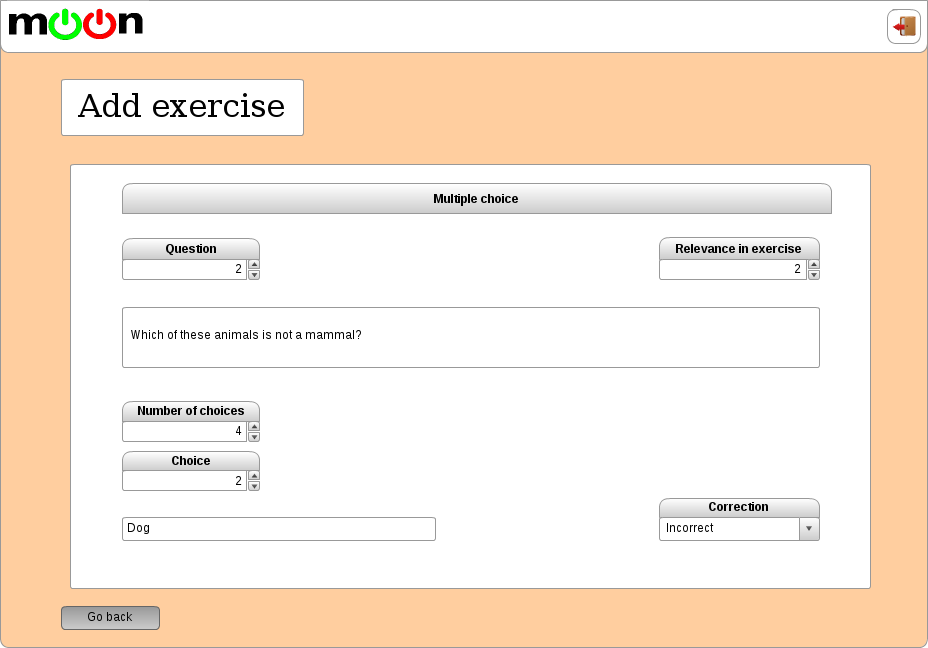 moon
Add exercise
Multiple choice
Question
Relevance in exercise
2
2
Which of these animals is not a mammal?
Number of choices
4
Choice
2
Correction
Dog
Incorrect
Go back